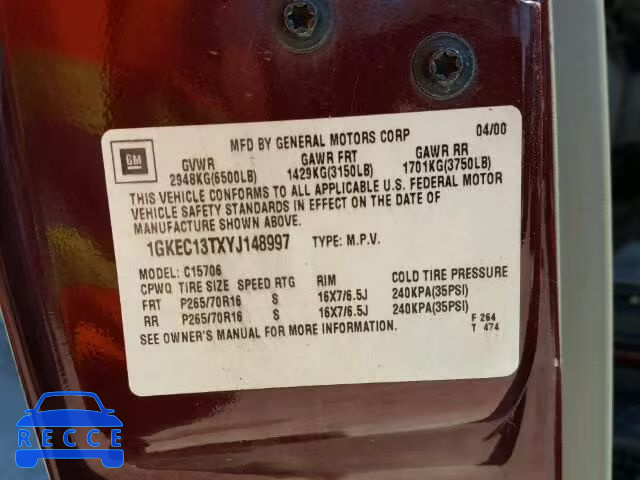 MFD BY GENERAL MOTORS CORP 04/00
GM
GVWR GAWR FRT GAWR RR
2948KG(6500LB) 1429KG(3150LB) 1701KG(3750LB)
THIS VEHICLE CONFORMS TO ALL APPLICABLE U.S. FEDERAL MOTOR
VEHICLE SAFETY STANDARDS IN EFFECT ON THE DATE OF
MANUFACTURE SHOWN ABOVE.
1GKEC13TXYJ148997 TYPE: M.P.V.
MODEL: C15706
CPWQ TIRE SIZE SPEED RTG RIM COLD TIRE PRESSURE
FRT P265/70R16 S 16X7/6.5J 240KPA(35PSI)
RR P265/70R16 S 16X7/6.5J 240KPA(35PSI)
SEE OWNER'S MANUAL FOR MORE INFORMATION.
F 264
T 474
RECCE